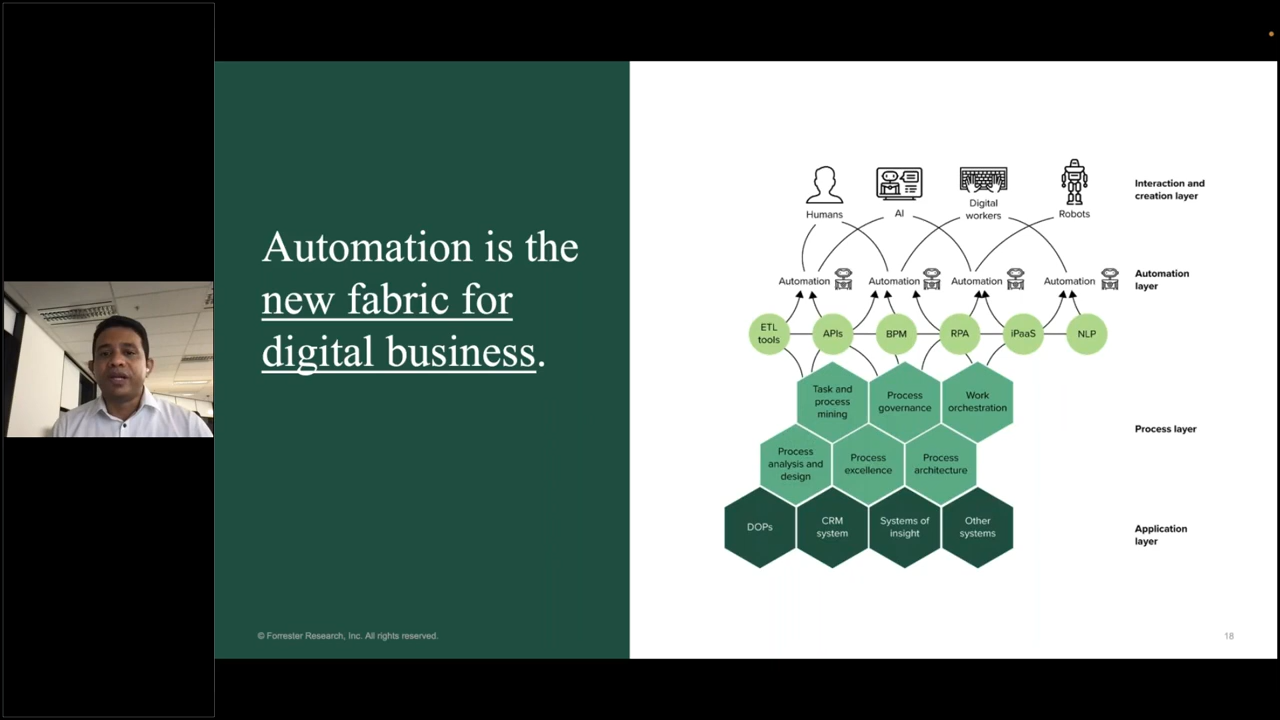 Automation is the
new fabric for
digital business.
Humans
AI
Digital
workers
Robots
Interaction and
creation layer
Automation
Automation
Automation
Automation
Automation
layer
ETL
tools
APIs
BPM
RPA
iPaaS
NLP
Task and
process
mining
Process
governance
Work
orchestration
Process layer
Process
analysis and
design
Process
excellence
Process
architecture
DOPs
CRM
system
Systems of
insight
Other
systems
Application
layer
© Forrester Research, Inc. All rights reserved.
18